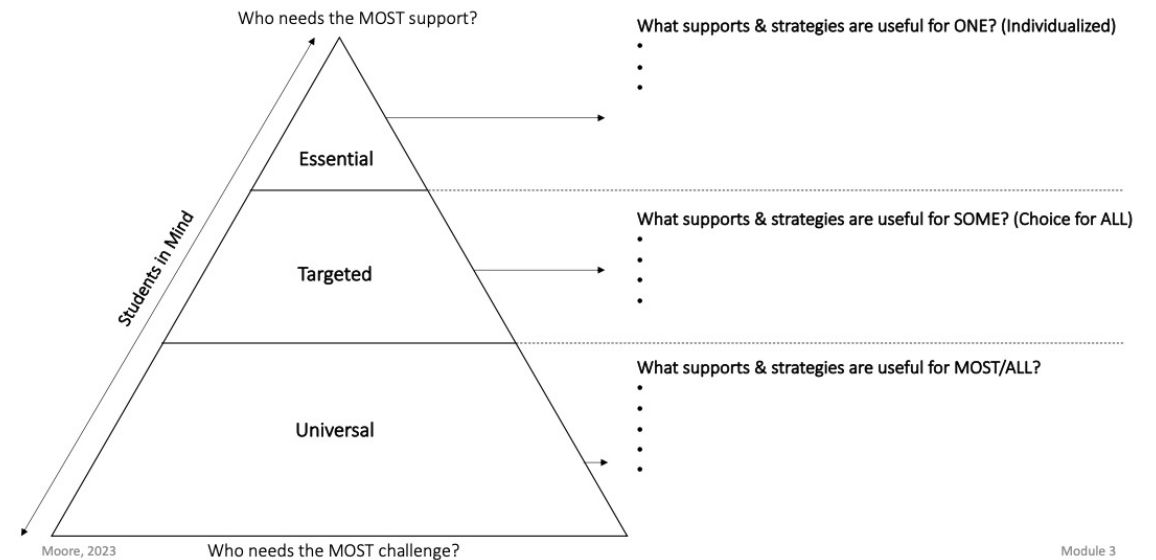 Who needs the MOST support?
What supports & strategies are useful for ONE? (Individualized)
•
•
•
Essential
What supports & strategies are useful for SOME? (Choice for ALL)
•
•
•
•
Students in Mind
Targeted
What supports & strategies are useful for MOST/ALL?
•
•
•
•
•
Universal
Moore, 2023
Who needs the MOST challenge?
Module 3